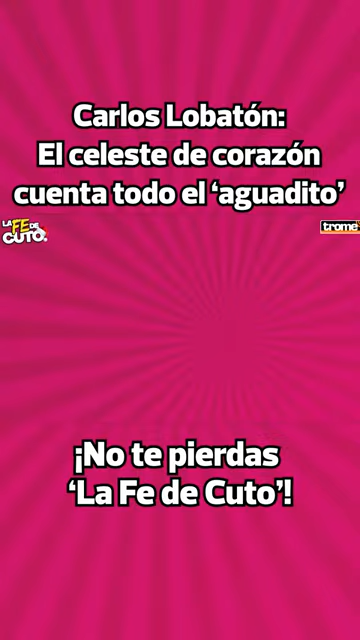 Carlos Lobatón:
El celeste de corazón
cuenta todo el ‘aguadito’
LA FE DE
CUTO.
trome
¡No te pierdas
‘La Fe de Cuto’!